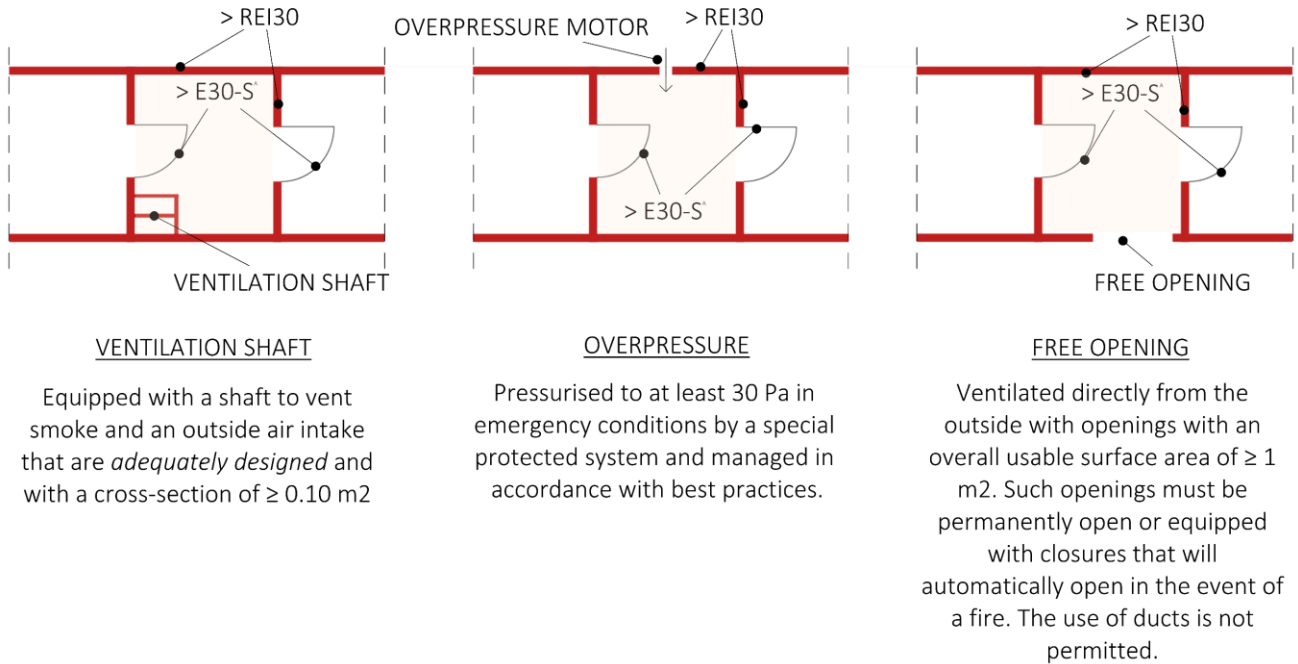 > REI30
> E30-Sᴬ
VENTILATION SHAFT
OVERPRESSURE MOTOR
> REI30
> E30-Sᴬ
> REI30
> E30-Sᴬ
FREE OPENING
VENTILATION SHAFT
Equipped with a shaft to vent
smoke and an outside air intake
that are adequately designed and
with a cross-section of ≥ 0.10 m2
OVERPRESSURE
Pressurised to at least 30 Pa in
emergency conditions by a special
protected system and managed in
accordance with best practices.
FREE OPENING
Ventilated directly from the
outside with openings with an
overall usable surface area of ≥ 1
m2. Such openings must be
permanently open or equipped
with closures that will
automatically open in the event of
a fire. The use of ducts is not
permitted.